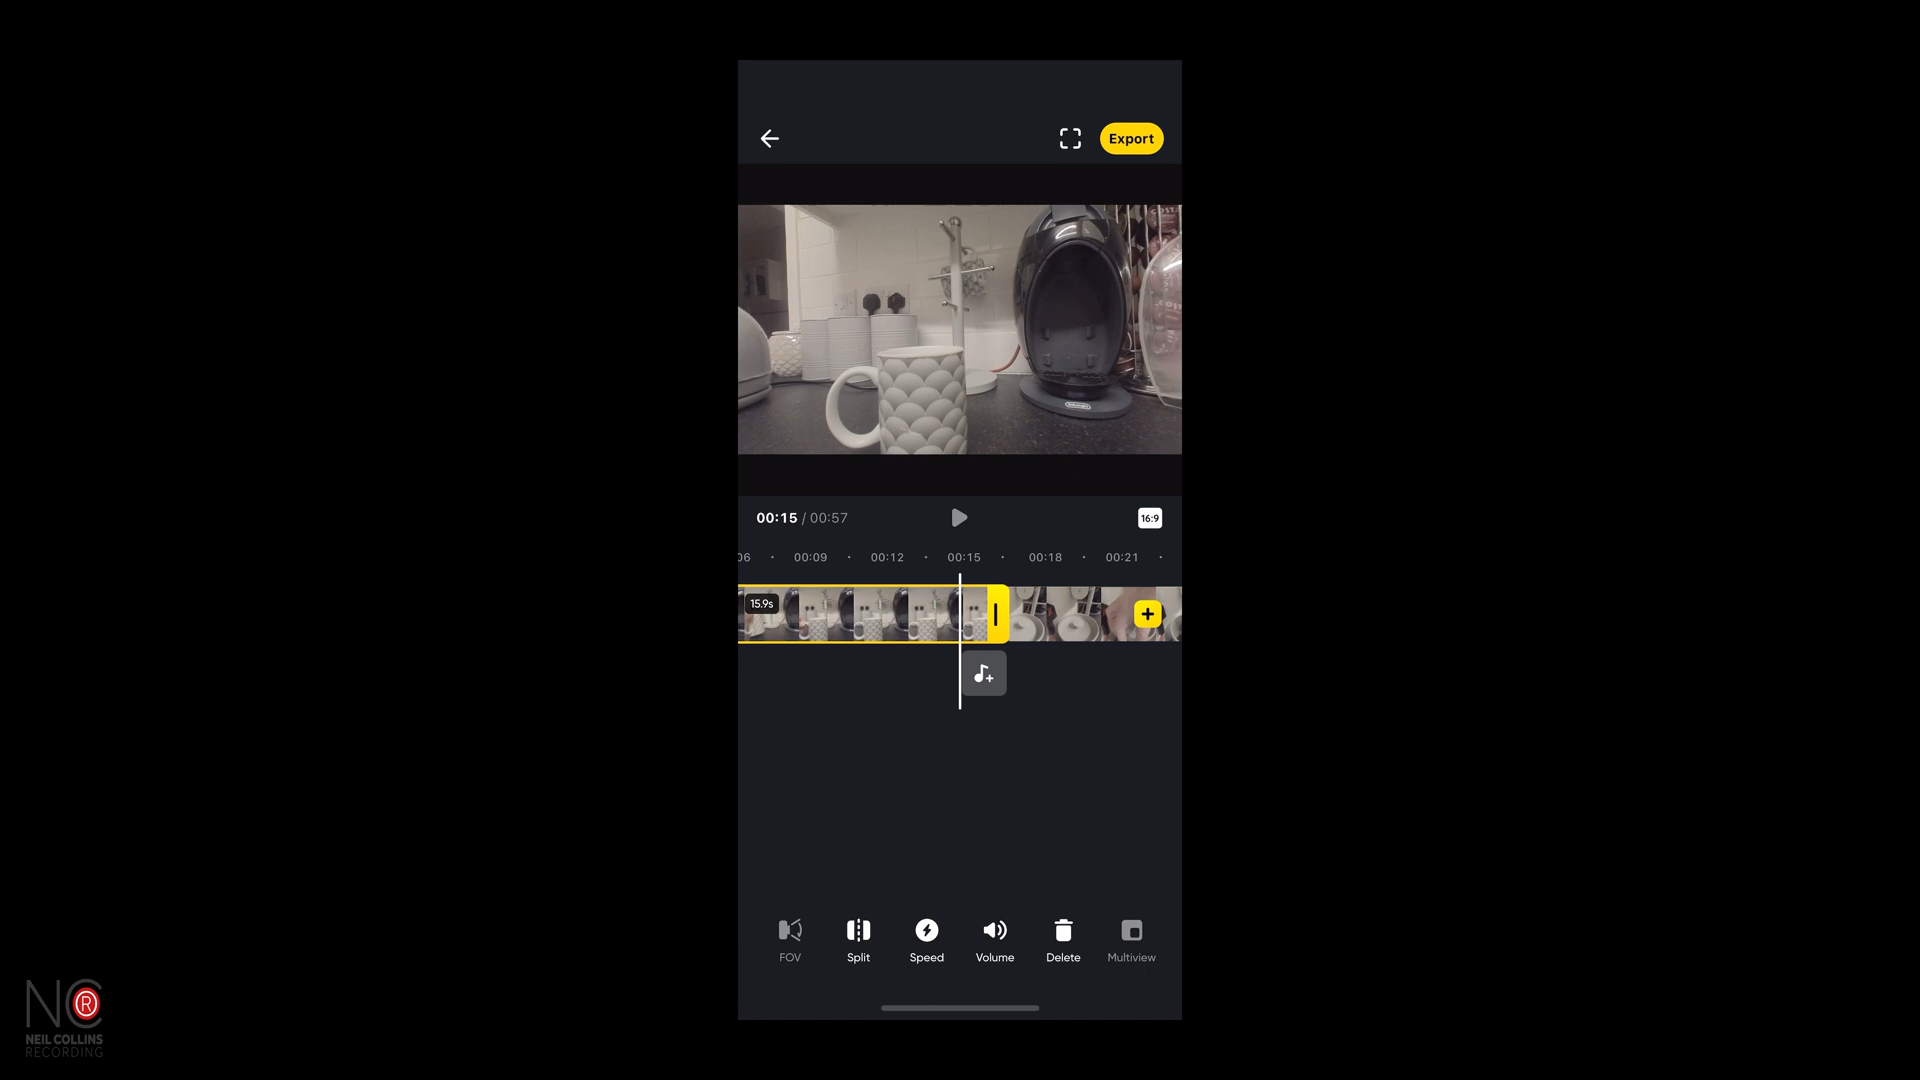 Export
00:15 / 00:57
16:9
06 00:09 00:12 00:15 00:18 00:21
15.9s
FOV Split Speed Volume Delete Multiview
NC
R
NEIL COLLINS
RECORDING